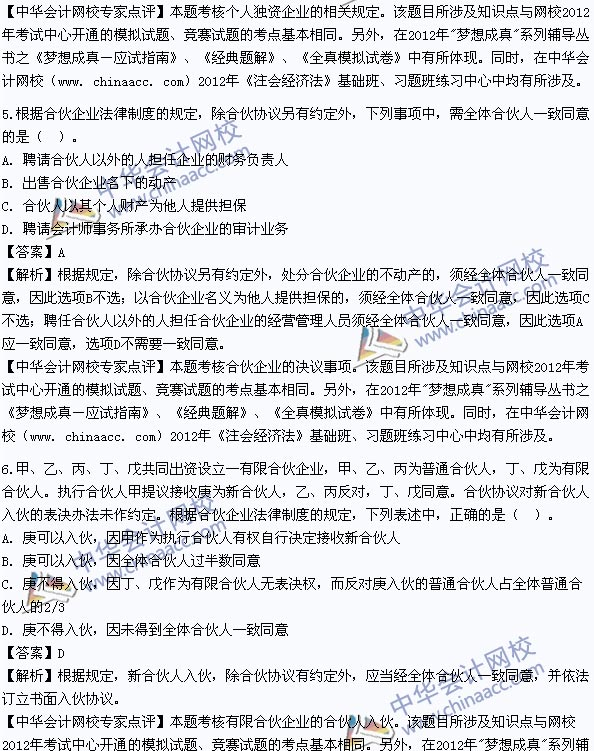 【中华会计网校专家点评】本题考核个人独资企业的相关规定。该题目所涉及知识点与网校2012
年考试中心开通的模拟试题、竞赛试题的考点基本相同。另外，在2012年"梦想成真"系列辅导丛
书之《梦想成真—应试指南》、《经典题解》、《全真模拟试卷》中有所体现。同时，在中华会
计网校（www. chinaacc. com）2012年《注会经济法》基础班、习题班练习中心中均有所涉及。
5.根据合伙企业法律制度的规定，除合伙协议另有约定外，下列事项中，需全体合伙人一致同意
的是（ ）。
A. 聘请合伙人以外的人担任企业的财务负责人
B. 出售合伙企业名下的动产
C. 合伙人以其个人财产为他人提供担保
D. 聘请会计师事务所承办合伙企业的审计业务
【答案】A
【解析】根据规定，除合伙协议另有约定外，处分合伙企业的不动产的，须经全体合伙人一致同
意，因此选项B不选；以合伙企业名义为他人提供担保的，须经全体合伙人一致同意，因此选项C
不选；聘任合伙人以外的人担任合伙企业的经营管理人员须经全体合伙人一致同意，因此选项A
应一致同意，选项D不需要一致同意。
【中华会计网校专家点评】本题考核合伙企业的决议事项。该题目所涉及知识点与网校2012年考
试中心开通的模拟试题、竞赛试题的考点基本相同。另外，在2012年"梦想成真"系列辅导丛书之
《梦想成真—应试指南》、《经典题解》、《全真模拟试卷》中有所体现。同时，在中华会计网
校（www. chinaacc. com）2012年《注会经济法》基础班、习题班练习中心中均有所涉及。
6.甲、乙、丙、丁、戊共同出资设立一有限合伙企业，甲、乙、丙为普通合伙人，丁、戊为有限
合伙人。执行合伙人甲提议接收庚为新合伙人，乙、丙反对，丁、戊同意。合伙协议对新合伙人
入伙的表决办法未作约定。根据合伙企业法律制度的规定，下列表述中，正确的是（ ）。
A. 庚可以入伙，因甲作为执行合伙人有权自行决定接收新合伙人
B. 庚可以入伙，因全体合伙人过半数同意
C. 庚不得入伙，因丁、戊作为有限合伙人无表决权，而反对庚入伙的普通合伙人占全体普通合
伙人的2/3
D. 庚不得入伙，因未得到全体合伙人一致同意
【答案】D
【解析】根据规定，新合伙人入伙，除合伙协议有约定外，应当经全体合伙人一致同意，并依法
订立书面入伙协议。
【中华会计网校专家点评】本题考核有限合伙企业的合伙人入伙。该题目所涉及知识点与网校
2012年考试中心开通的模拟试题、竞赛试题的考点基本相同。另外，在2012年"梦想成真"系列辅
中华会计网校
www.chinaacc.com
中华会计网校
www.chinaacc.com
中华会计网校
www.chinaacc.com
中华会计网校
www.chinaacc.com